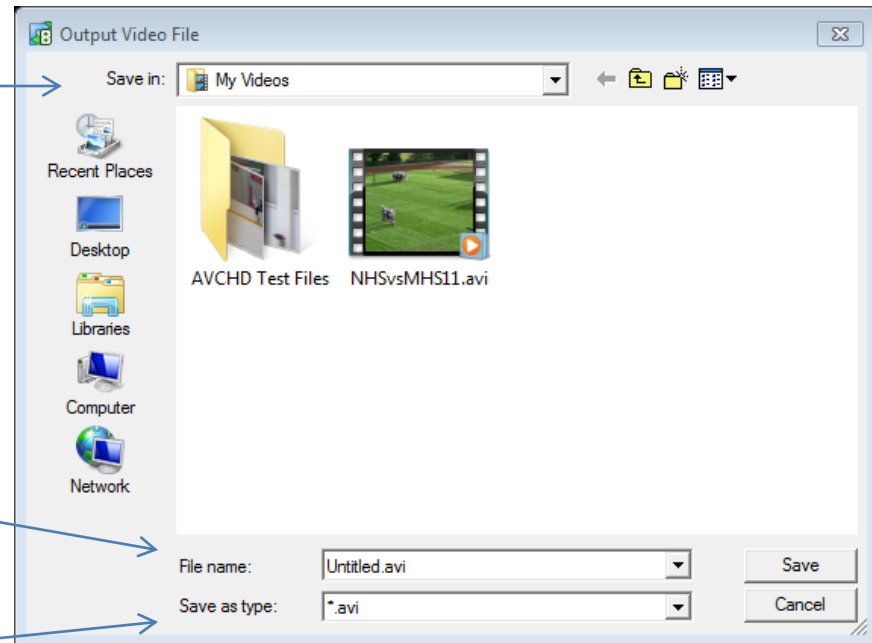 Output Video File
Save in: My Videos
Recent Places
Desktop
Libraries
Computer
Network
AVCHD Test Files NHSvsMHS11.avi
File name: Untitled.avi Save
Save as type: *.avi Cancel